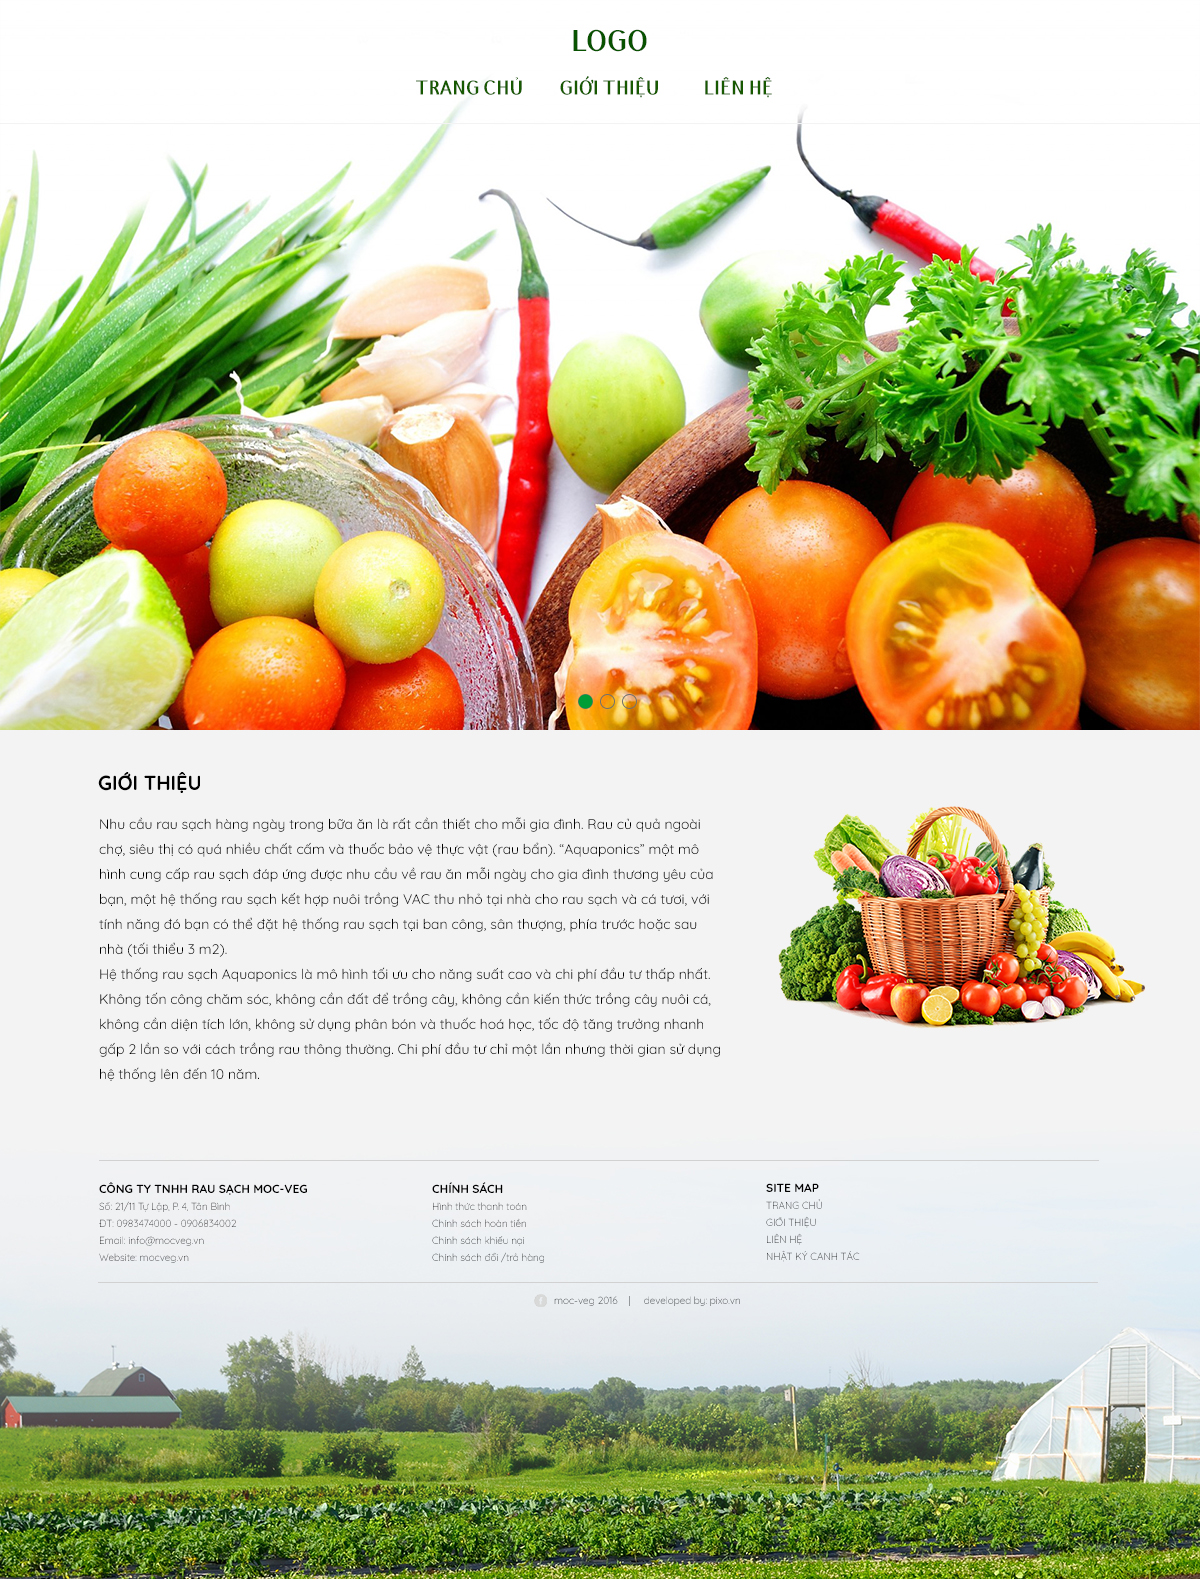 LOGO
TRANG CHỦ GIỚI THIỆU LIÊN HỆ
GIỚI THIỆU
Nhu cầu rau sạch hàng ngày trong bữa ăn là rất cần thiết cho mỗi gia đình. Rau củ quả ngoài
chợ, siêu thị có quá nhiều chất cấm và thuốc bảo vệ thực vật (rau bẩn). “Aquaponics” một mô
hình cung cấp rau sạch đáp ứng được nhu cầu về rau ăn mỗi ngày cho gia đình thương yêu của
bạn, một hệ thống rau sạch kết hợp nuôi trồng VAC thu nhỏ tại nhà cho rau sạch và cá tươi, với
tính năng đó bạn có thể đặt hệ thống rau sạch tại ban công, sân thượng, phía trước hoặc sau
nhà (tối thiểu 3 m2).
Hệ thống rau sạch Aquaponics là mô hình tối ưu cho năng suất cao và chi phí đầu tư thấp nhất.
Không tốn công chăm sóc, không cần đất để trồng cây, không cần kiến thức trồng cây nuôi cá,
không cần diện tích lớn, không sử dụng phân bón và thuốc hoá học, tốc độ tăng trưởng nhanh
gấp 2 lần so với cách trồng rau thông thường. Chi phí đầu tư chỉ một lần nhưng thời gian sử dụng
hệ thống lên đến 10 năm.
CÔNG TY TNHH RAU SẠCH MOC-VEG
Số: 21/11 Tự Lập, P. 4, Tân Bình
ĐT: 0983474000 - 0906834002
Email: info@mocveg.vn
Website: mocveg.vn
CHÍNH SÁCH
Hình thức thanh toán
Chính sách hoàn tiền
Chính sách khiếu nại
Chính sách đổi /trả hàng
SITE MAP
TRANG CHỦ
GIỚI THIỆU
LIÊN HỆ
NHẬT KÝ CANH TÁC
moc-veg 2016 | developed by: pixo.vn